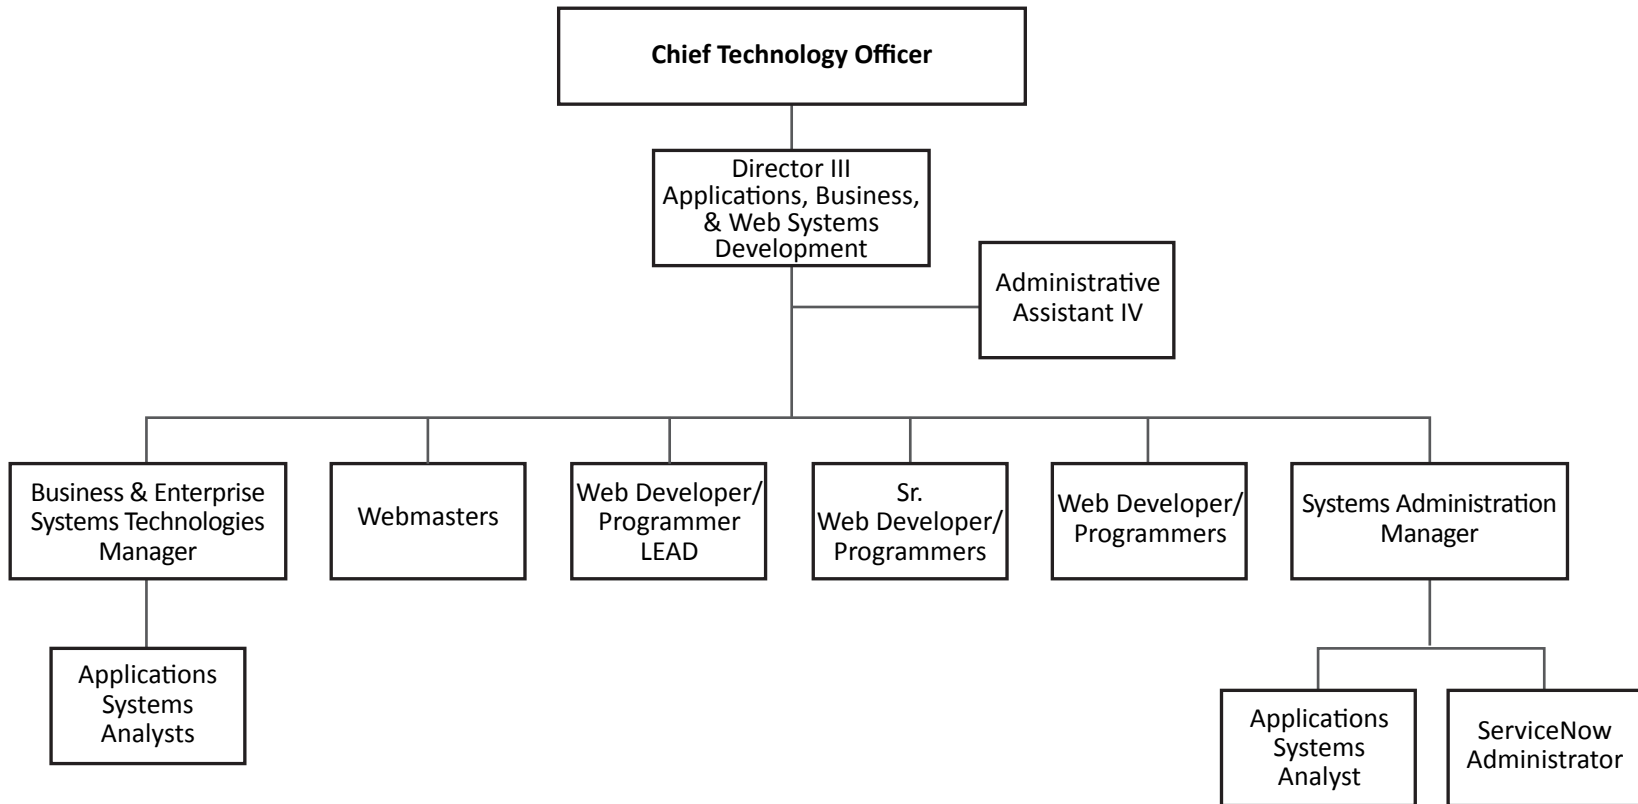 Chief Technology Officer
Director III
Applications, Business,
& Web Systems
Development
Administrative
Assistant IV
Business & Enterprise
Systems Technologies
Manager
Webmasters
Web Developer/
Programmer
LEAD
Sr.
Web Developer/
Programmers
Web Developer/
Programmers
Systems Administration
Manager
Applications
Systems
Analysts
Applications
Systems
Analyst
ServiceNow
Administrator